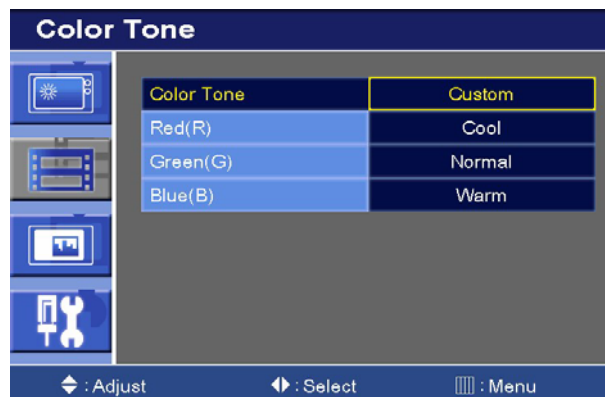 Color Tone
Color Tone Custom
Red(R) Cool
Green(G) Normal
Blue(B) Warm
: Adjust : Select : Menu